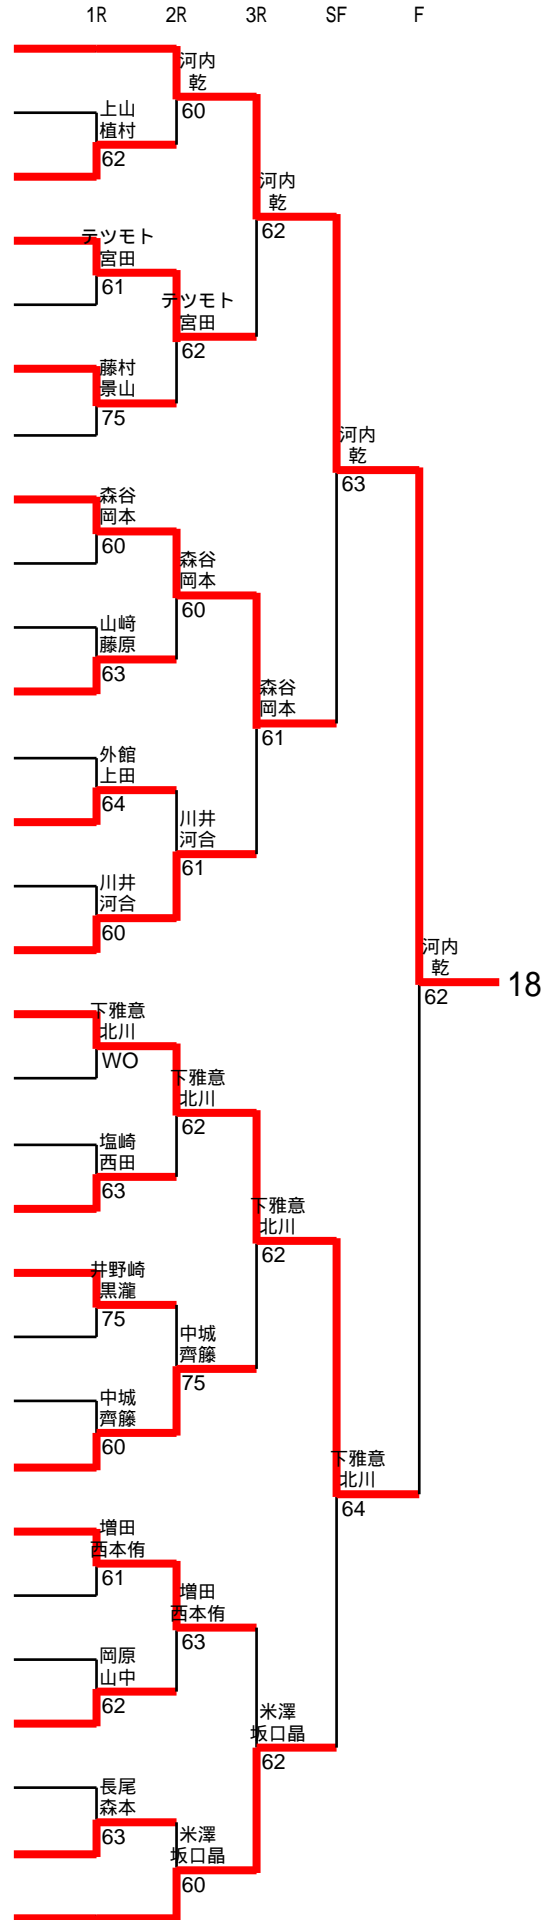 1R 2R 3R SF F
河内
乾
60
上山
植村
62
河内
乾
62
テツモト
宮田
61
テツモト
宮田
62
藤村
景山
75
河内
乾
63
森谷
岡本
60
森谷
岡本
60
山﨑
藤原
63
森谷
岡本
61
外館
上田
64
川井
河合
61
川井
河合
60
河内
乾
62
18
下雅意
北川
WO
下雅意
北川
62
塩崎
西田
63
下雅意
北川
62
井野崎
黒瀧
75
中城
齊籐
75
中城
齊籐
60
下雅意
北川
64
増田
西本侑
61
増田
西本侑
63
岡原
山中
62
米澤
坂口晶
62
長尾
森本
63
米澤
坂口晶
60